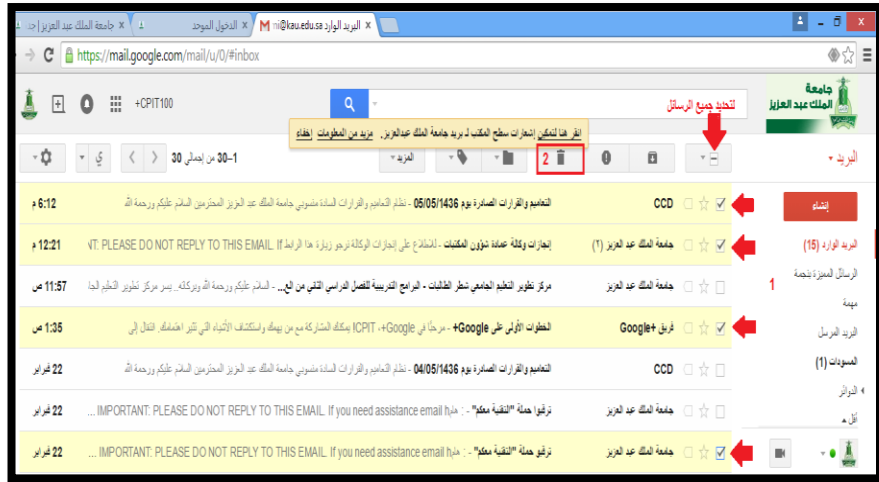 البريد الوارد ni@kau.edu.sa
الدخول الموحد
جامعة الملك عبد العزيز | جد
https://mail.google.com/mail/u/0/#inbox
جامعة
الملك عبد العزيز
لتحديد جميع الرسائل
+CPIT100
انقر هنا لتمكين إشعارات سطح المكتب لـ بريد جامعة الملك عبدالعزيز. مزيد من المعلومات إخفاء
البريد
2
المزيد
1–30 من إجمالي 30
ي
إنشاء
البريد الوارد (15)
الرسائل المميزة بنجمة
1
مهمة
البريد المرسل
المسودات (1)
الدوائر
أقل
CCD التعاميم والقرارات الصادرة يوم 05/05/1436 - نظام التعاميم والقرارات السادة منسوبي جامعة الملك عبد العزيز المحترمين السلام عليكم ورحمة الله 6:12 م
جامعة الملك عبد العزيز (٢) إنجازات وكالة عمادة شؤون المكتبات - للاطلاع على إنجازات الوكالة نرجو زيارة هذا الرابط NT: PLEASE DO NOT REPLY TO THIS EMAIL. If 12:21 م
جامعة الملك عبد العزيز مركز تطوير التعليم الجامعي شطر الطالبات - البرامج التدريبية للفصل الدراسي الثاني من الع... - السلام عليكم ورحمة الله وبركاته.. يسر مركز تطوير التعليم الجا 11:57 ص
فريق Google+ الخطوات الأولى على Google+ - مرحبًا في Google+، CPIT! يمكنك المشاركة مع من يهمك واستكشاف الأشياء التي تثير اهتمامك. انتقال إلى 1:35 ص
CCD التعاميم والقرارات الصادرة يوم 04/05/1436 - نظام التعاميم والقرارات السادة منسوبي جامعة الملك عبد العزيز المحترمين السلام عليكم ورحمة الله 22 فبراير
جامعة الملك عبد العزيز ترقبوا حملة "التقنية معكم" - : IMPORTANT: PLEASE DO NOT REPLY TO THIS EMAIL. If you need assistance email ... 22 فبراير
جامعة الملك عبد العزيز ترقبو حملة "التقنية معكم" - : IMPORTANT: PLEASE DO NOT REPLY TO THIS EMAIL. If you need assistance email ... 22 فبراير